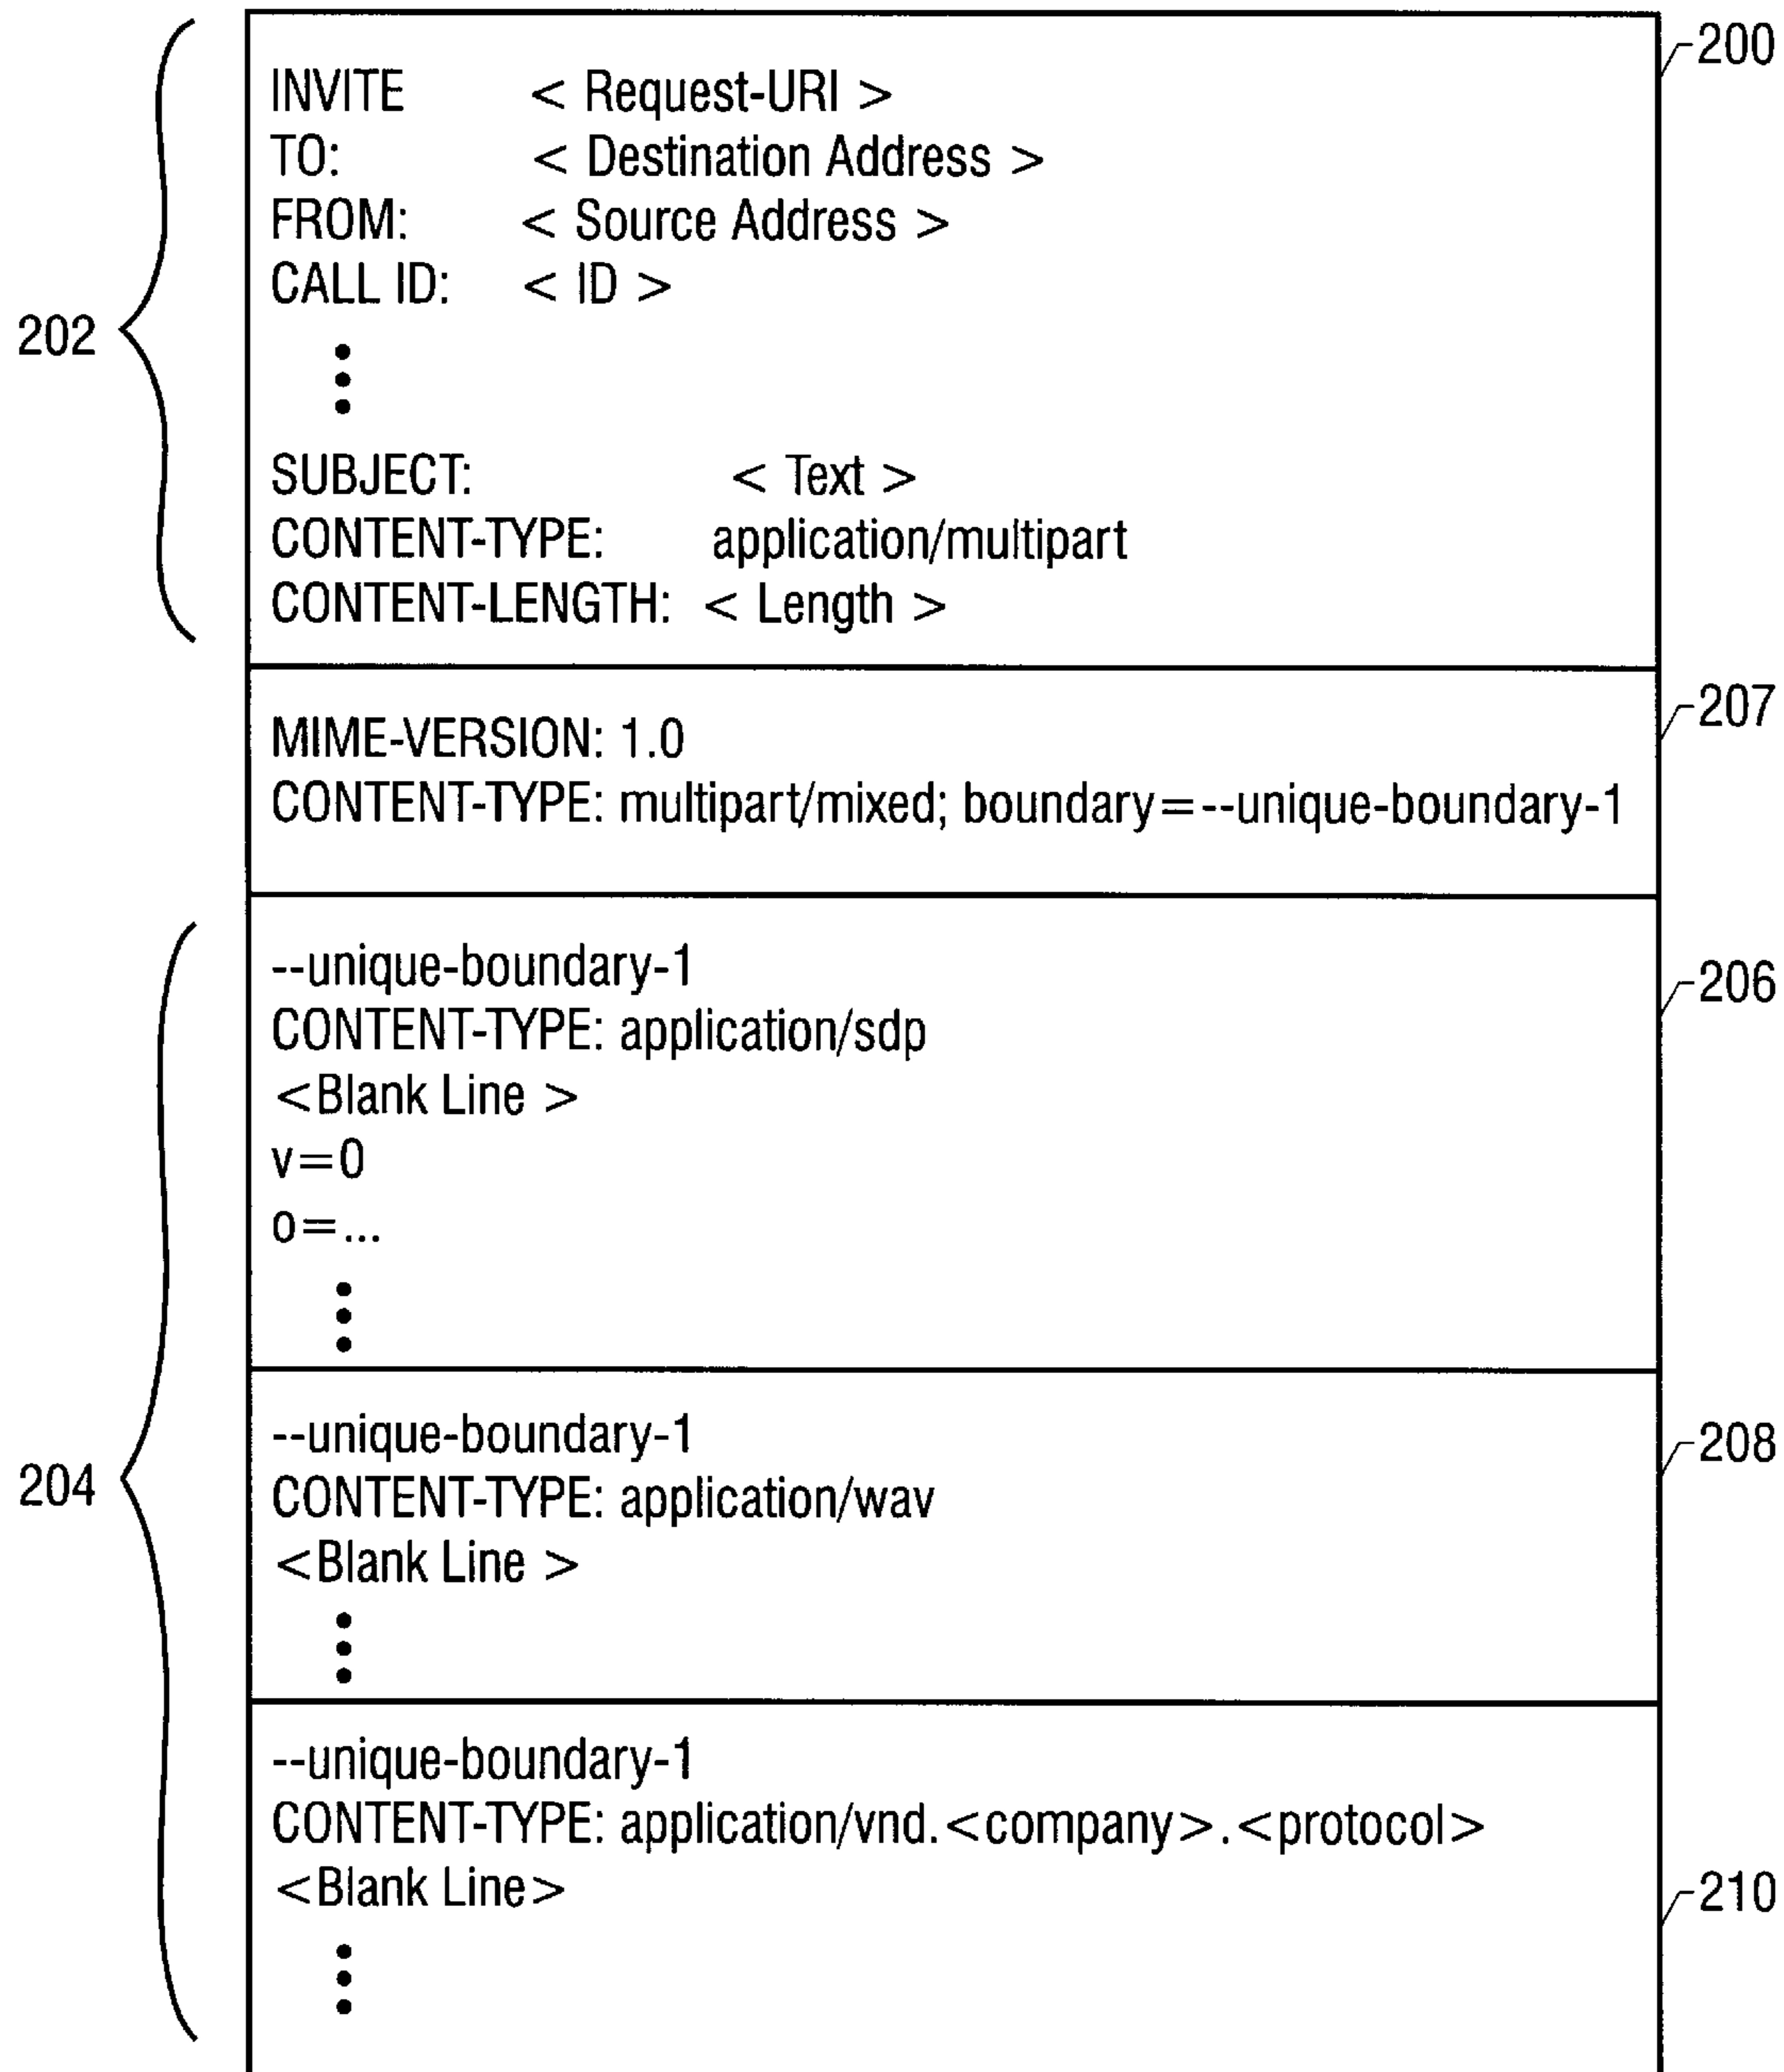 200
INVITE < Request-URI >
TO: < Destination Address >
FROM: < Source Address >
CALL ID: < ID >
202
SUBJECT: < Text >
CONTENT-TYPE: application/multipart
CONTENT-LENGTH: < Length >
207
MIME-VERSION: 1.0
CONTENT-TYPE: multipart/mixed; boundary=--unique-boundary-1
--unique-boundary-1
206
CONTENT-TYPE: application/sdp
<Blank Line >
v=0
o=...
--unique-boundary-1
208
CONTENT-TYPE: application/wav
204
<Blank Line >
--unique-boundary-1
CONTENT-TYPE: application/vnd.<company>.<protocol>
<Blank Line>
210